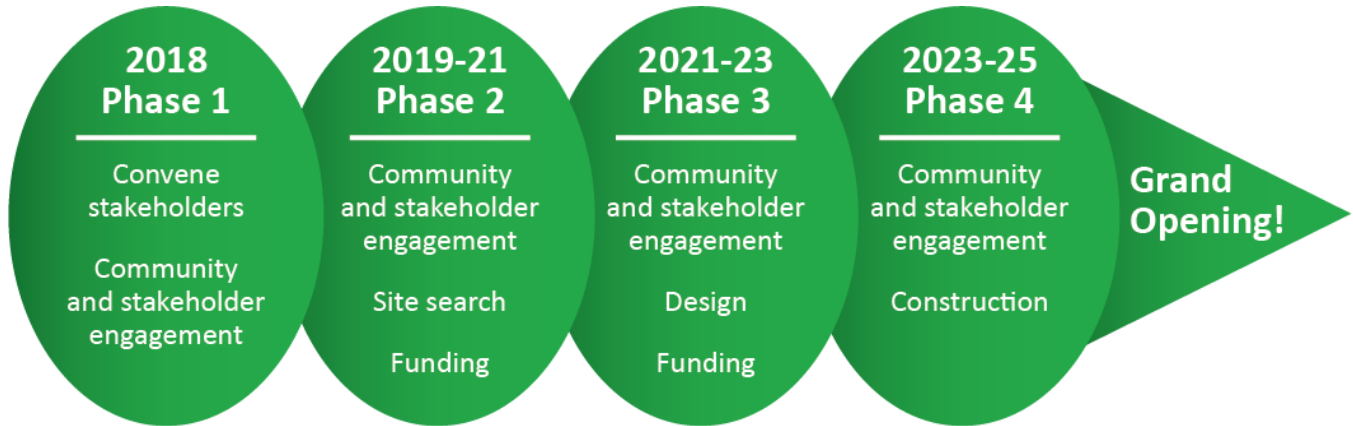 2018
Phase 1
Convene
stakeholders
Community
and stakeholder
engagement
2019-21
Phase 2
Community
and stakeholder
engagement
Site search
Funding
2021-23
Phase 3
Community
and stakeholder
engagement
Design
Funding
2023-25
Phase 4
Community
and stakeholder
engagement
Construction
Grand
Opening!